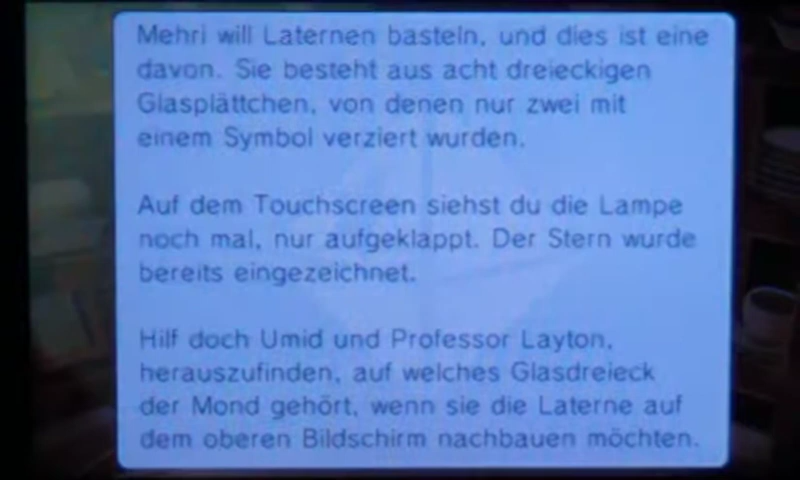 Mehri will Laternen basteln, und dies ist eine
davon. Sie besteht aus acht dreieckigen
Glasplättchen, von denen nur zwei mit
einem Symbol verziert wurden.
Auf dem Touchscreen siehst du die Lampe
noch mal, nur aufgeklappt. Der Stern wurde
bereits eingezeichnet.
Hilf doch Umid und Professor Layton,
herauszufinden, auf welches Glasdreieck
der Mond gehört, wenn sie die Laterne auf
dem oberen Bildschirm nachbauen möchten.